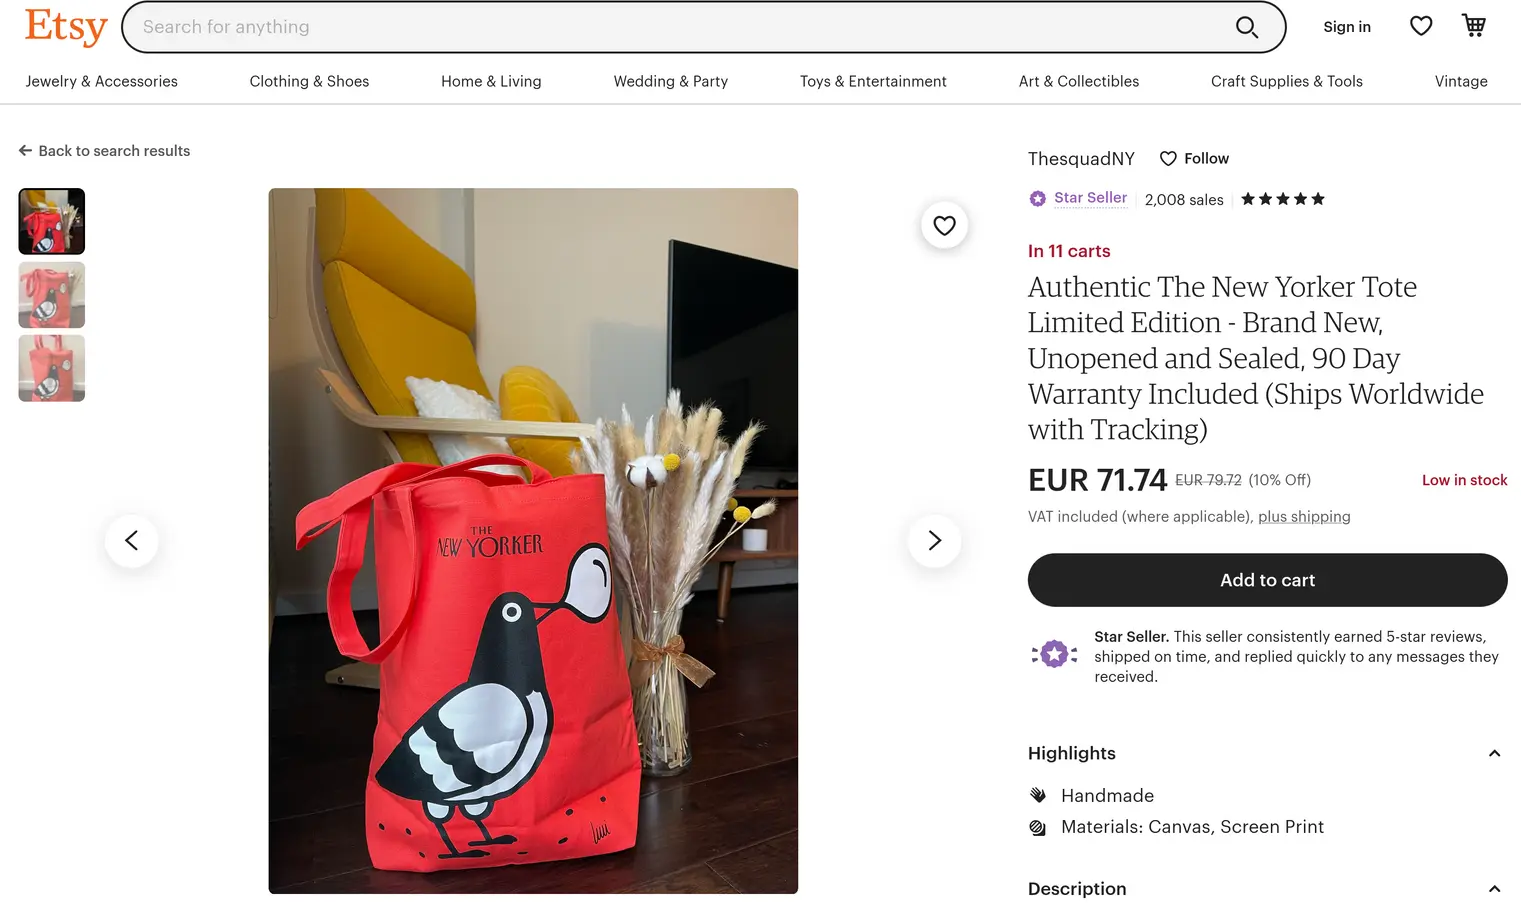 Etsy
Search for anything
Sign in
Jewelry & Accessories
Clothing & Shoes
Home & Living
Wedding & Party
Toys & Entertainment
Art & Collectibles
Craft Supplies & Tools
Vintage
Back to search results
THE
NEW YORKER
ThesquadNY
Follow
Star Seller
2,008 sales
In 11 carts
Authentic The New Yorker Tote
Limited Edition - Brand New,
Unopened and Sealed, 90 Day
Warranty Included (Ships Worldwide
with Tracking)
EUR 71.74 EUR 79.72 (10% Off)
Low in stock
VAT included (where applicable), plus shipping
Add to cart
Star Seller. This seller consistently earned 5-star reviews,
shipped on time, and replied quickly to any messages they
received.
Highlights
Handmade
Materials: Canvas, Screen Print
Description